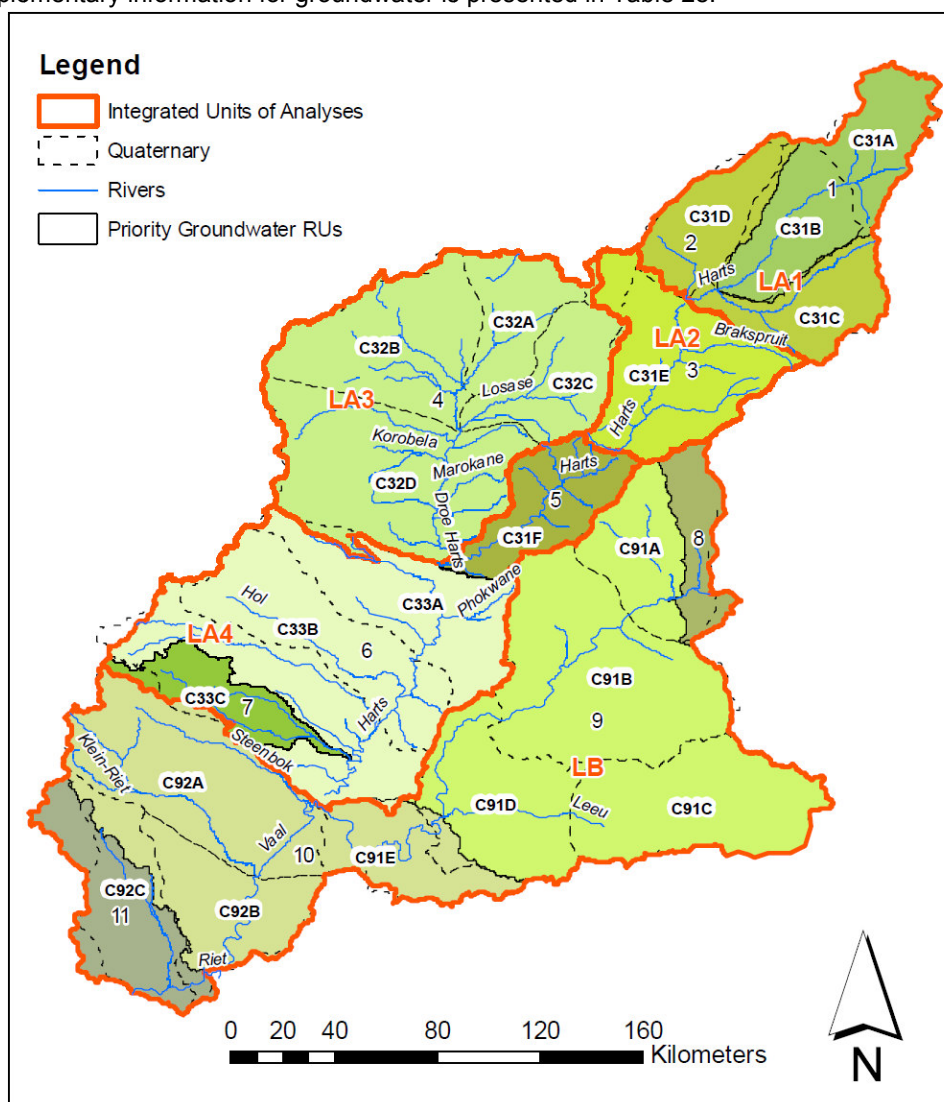 plementary information for groundwater is presented in Table 28.
Legend
Integrated Units of Analyses
Quaternary
Rivers
Priority Groundwater RUs
C31A
1
C31D
2
C31B
Harts
LA1
C31C
LA2
Brakspruit
C31E
3
Harts
C32A
C32B
Losase
C32C
4
LA3
Korobela
Marokane
C32D
Droe Harts
Harts
5
C31F
8
C91A
Phokwane
C33A
Hol
C33B
LA4
6
C91B
9
C33C
7
Harts
Steenbok
LB
Klein-Riet
C92A
C91D
Leeu
C91C
Vaal
10
C91E
C92C
11
C92B
Riet
0 20 40 80 120 160
Kilometers
N